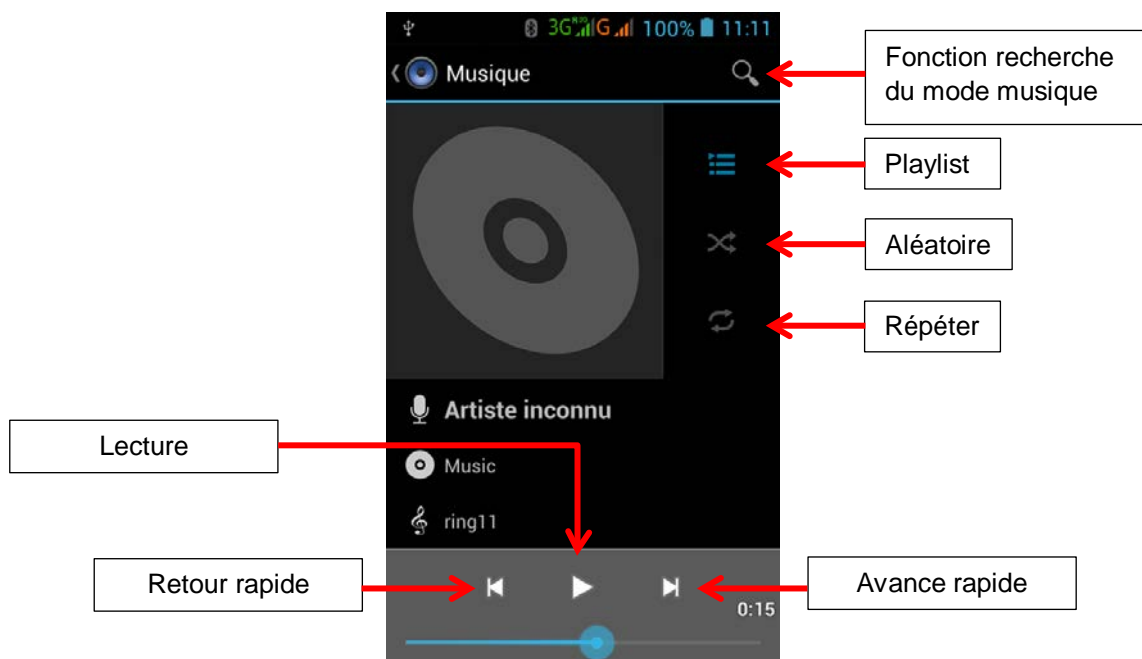 3G G 100% 11:11
Musique
Fonction recherche
du mode musique
Playlist
Aléatoire
Répéter
Artiste inconnu
Lecture
Music
ring11
Retour rapide
Avance rapide
0:15